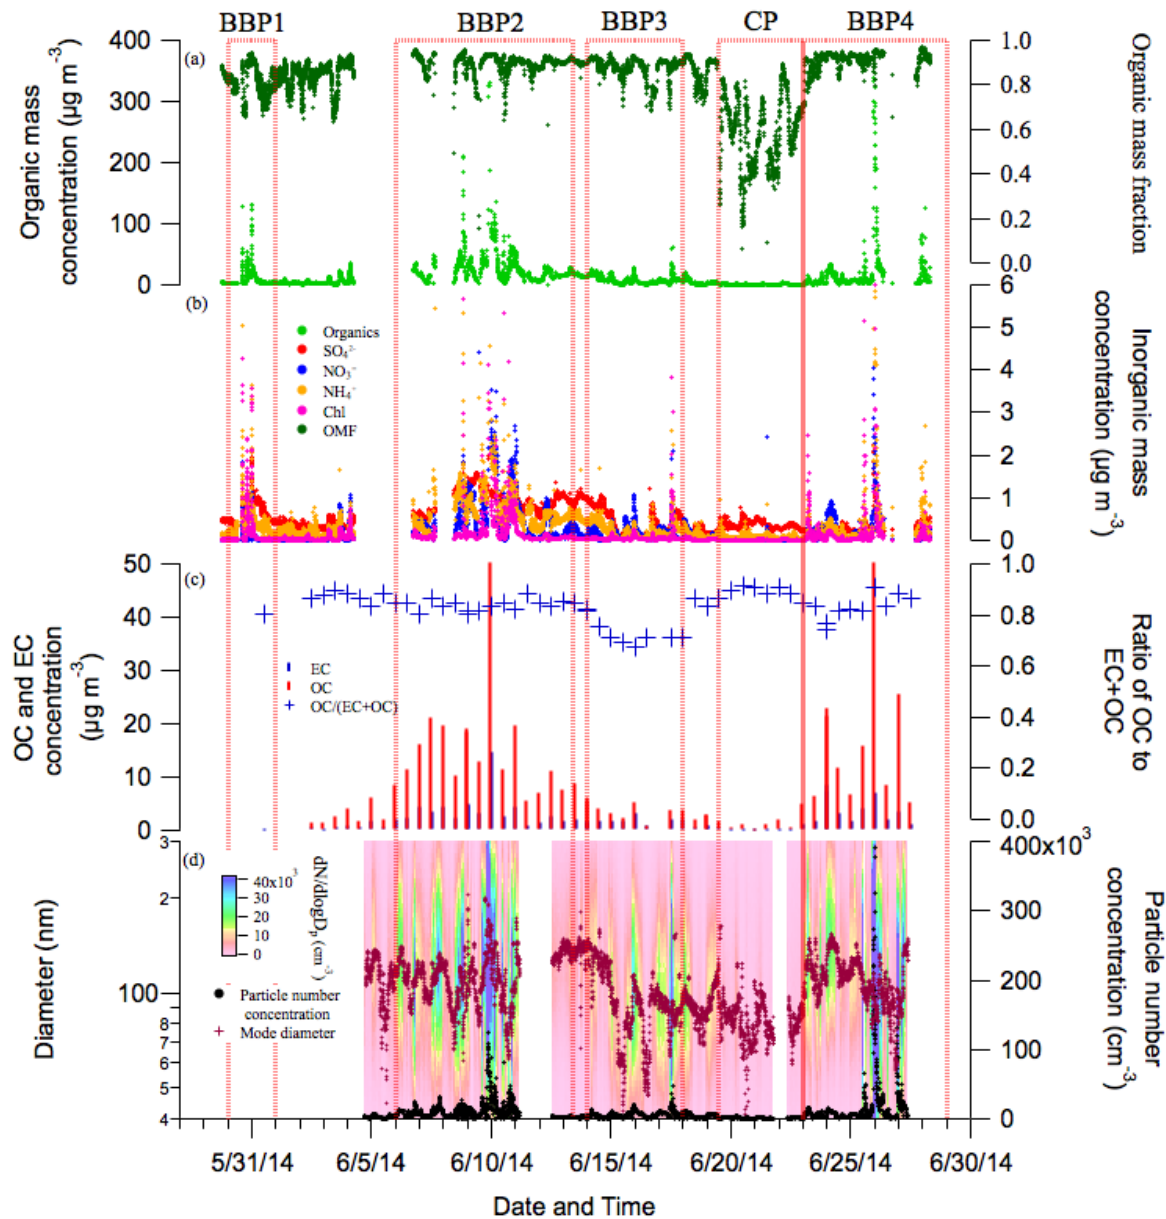 BBP1 BBP2 BBP3 CP BBP4
(a)
400
300
200
100
0
Organic mass
concentration (µg m⁻³)
1.0
0.8
0.6
0.4
0.2
0.0
Organic mass fraction
(b)
Organics
SO₄²⁻
NO₃⁻
NH₄⁻
Chl
OMF
6
5
4
3
2
1
0
Inorganic mass
concentration (µg m⁻³)
(c)
50
40
30
20
10
0
OC and EC
concentration
(µg m⁻³)
EC
OC
OC/(EC+OC)
1.0
0.8
0.6
0.4
0.2
0.0
Ratio of OC to
EC+OC
(d)
3
2
100
9
8
7
6
5
4
Diameter (nm)
40x10³
30
20
10
0
dN/dlogDₚ (cm⁻³)
Particle number
concentration
Mode diameter
400x10³
300
200
100
0
Particle number
concentration (cm⁻³)
5/31/14 6/5/14 6/10/14 6/15/14 6/20/14 6/25/14 6/30/14
Date and Time